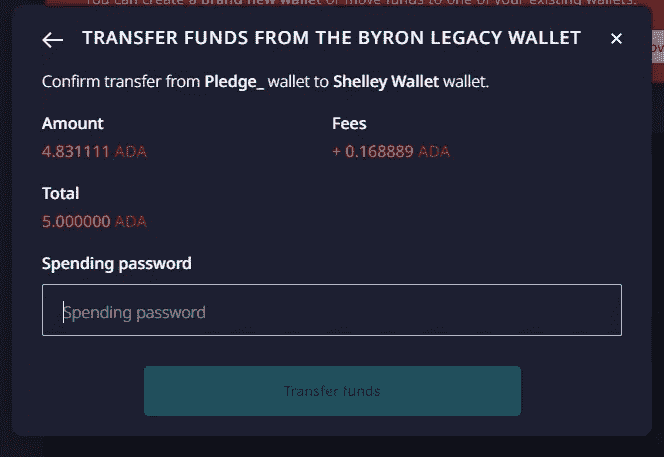 You can create a brand new wallet or move funds to one of your existing wallets.
TRANSFER FUNDS FROM THE BYRON LEGACY WALLET
Confirm transfer from Pledge_ wallet to Shelley Wallet wallet.
Amount Fees
4.831111 ADA + 0.168889 ADA
Total
5.000000 ADA
Spending password
Spending password
Transfer funds